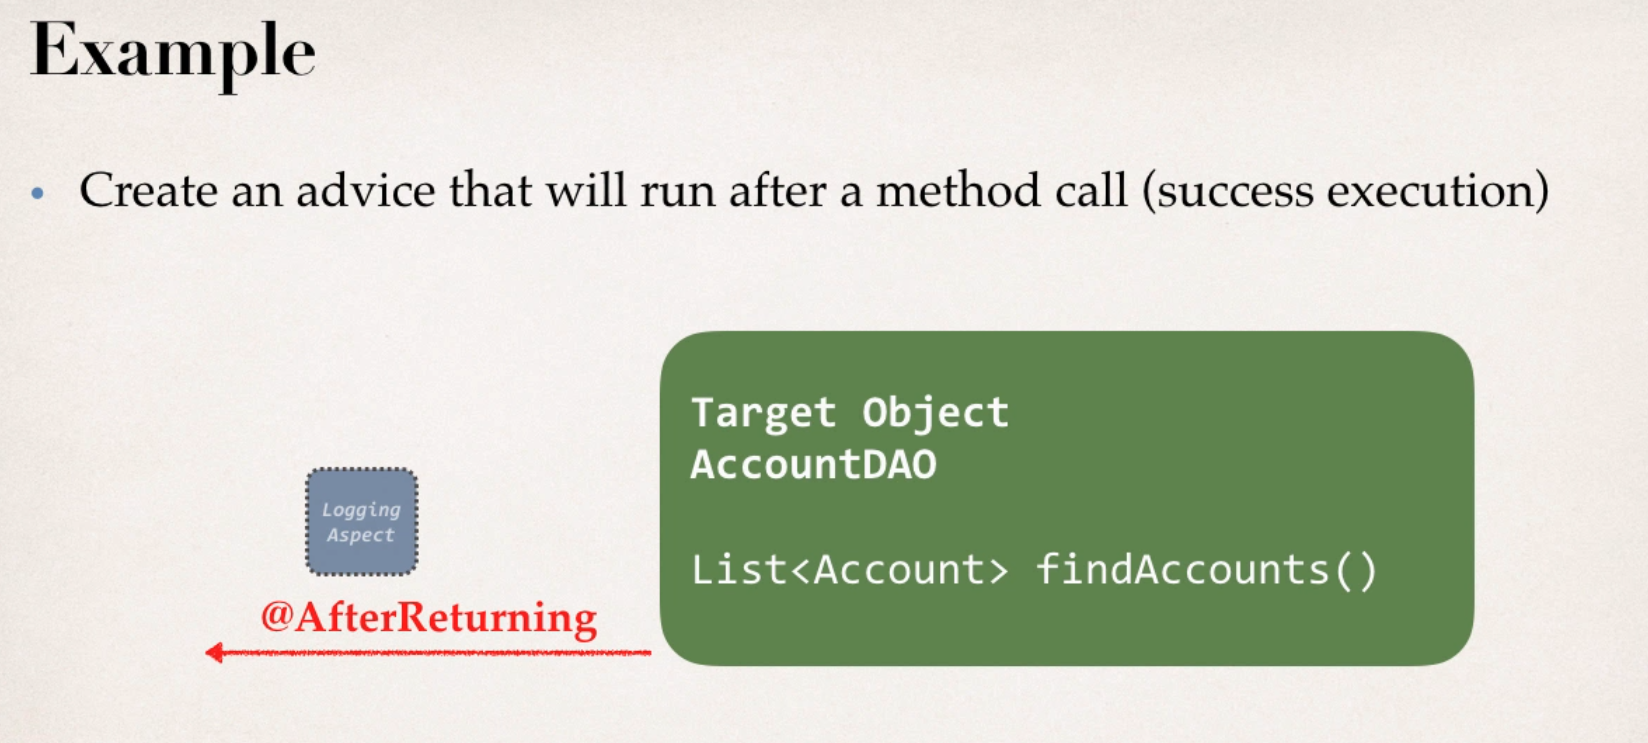 Example
• Create an advice that will run after a method call (success execution)
Target Object
AccountDAO
List<Account> findAccounts()
Logging
Aspect
@AfterReturning